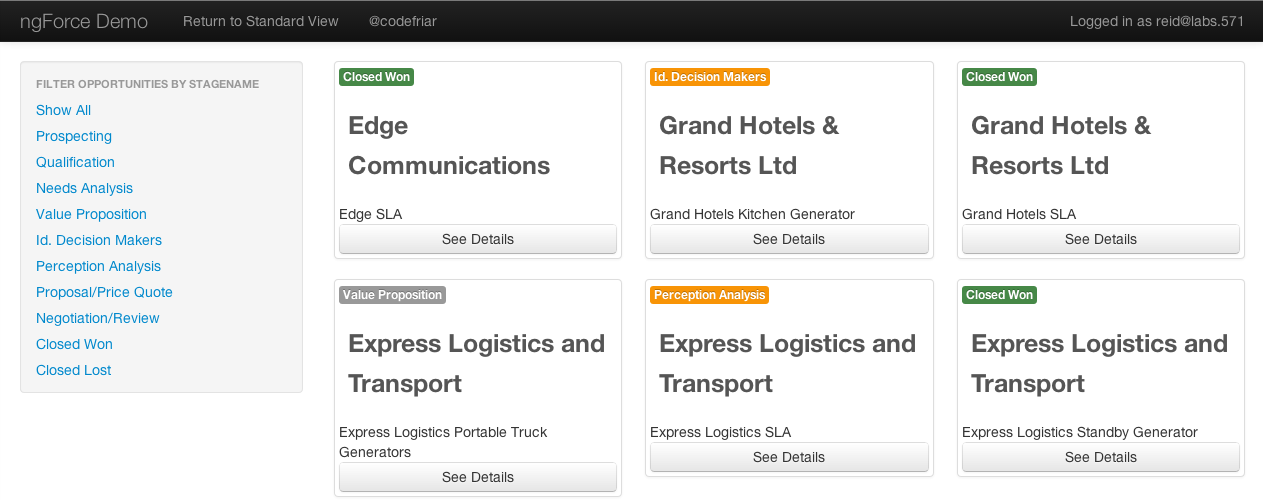 ngForce Demo Return to Standard View @codefriar Logged in as reid@labs.571
FILTER OPPORTUNITIES BY STAGENAME
Show All
Prospecting
Qualification
Needs Analysis
Value Proposition
Id. Decision Makers
Perception Analysis
Proposal/Price Quote
Negotiation/Review
Closed Won
Closed Lost
Closed Won
Edge
Communications
Edge SLA
See Details
Id. Decision Makers
Grand Hotels &
Resorts Ltd
Grand Hotels Kitchen Generator
See Details
Closed Won
Grand Hotels &
Resorts Ltd
Grand Hotels SLA
See Details
Value Proposition
Express Logistics and
Transport
Express Logistics Portable Truck
Generators
See Details
Perception Analysis
Express Logistics and
Transport
Express Logistics SLA
See Details
Closed Won
Express Logistics and
Transport
Express Logistics Standby Generator
See Details